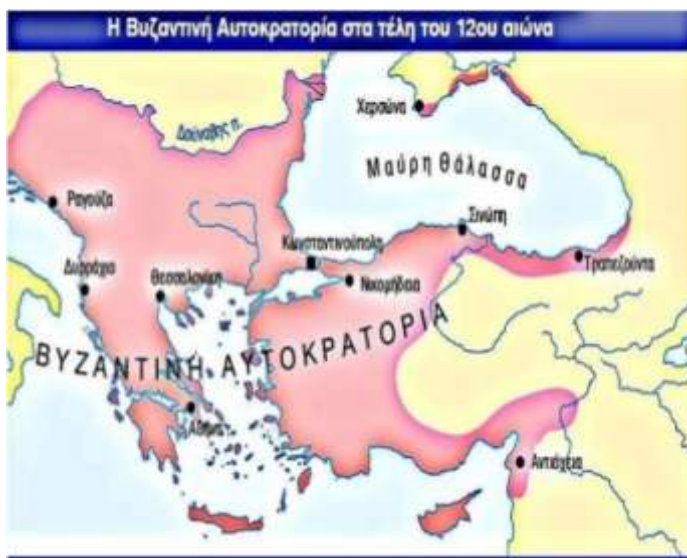 Η Βυζαντινή Αυτοκρατορία στα τέλη του 12ου αιώνα
Χερσώνα
Δούναβης π.
Μαύρη Θάλασσα
Ραγούζα
Σινώπη
Κωνσταντινούπολη
Δυρράχιο
Θεσσαλονίκη
Νικομήδεια
Τραπεζούντα
ΒΥΖΑΝΤΙΝΗ ΑΥΤΟΚΡΑΤΟΡΙΑ
Αθήνα
Αντιόχεια